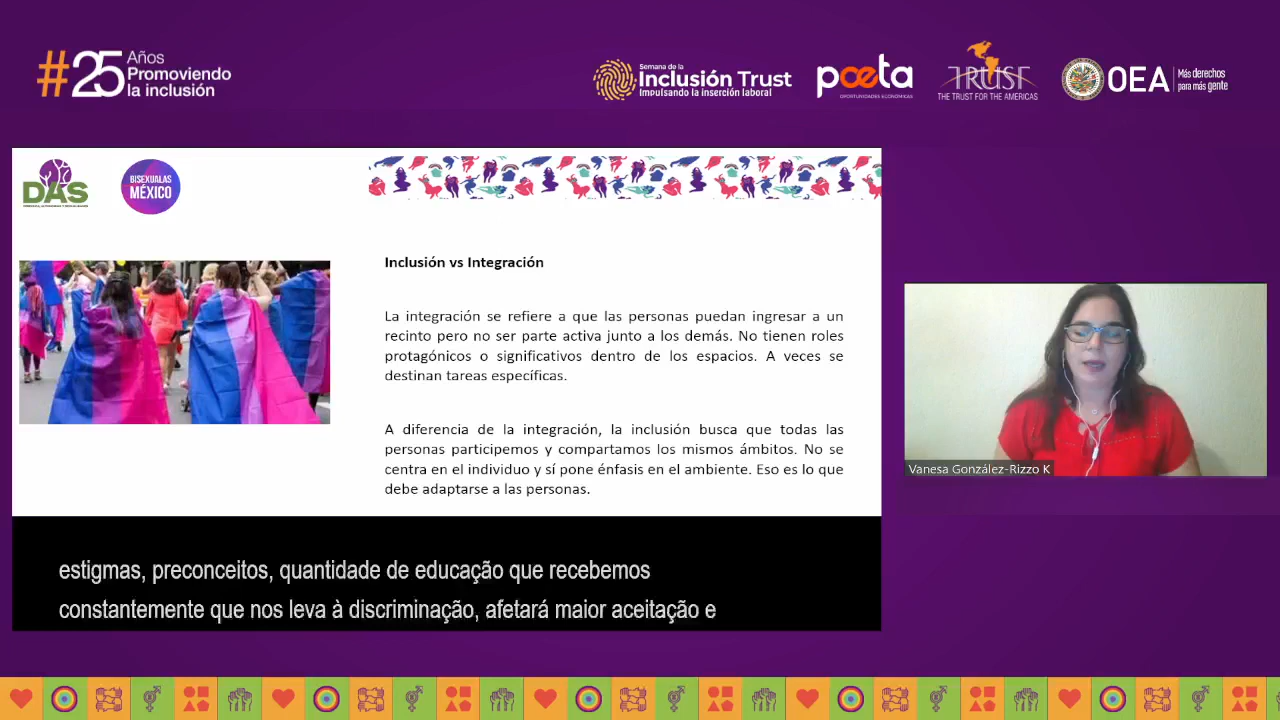 #25 Años
Promoviendo
la inclusión
Semana de la
Inclusión Trust
Impulsando la inserción laboral
poeta
OPORTUNIDADES ECONÓMICAS
TRUST
THE TRUST FOR THE AMERICAS
OEA
Más derechos
para más gente
DAS
BISEXUALAS
MÉXICO
Inclusión vs Integración
La integración se refiere a que las personas puedan ingresar a un
recinto pero no ser parte activa junto a los demás. No tienen roles
protagónicos o significativos dentro de los espacios. A veces se
destinan tareas específicas.
A diferencia de la integración, la inclusión busca que todas las
personas participemos y compartamos los mismos ámbitos. No se
centra en el individuo y sí pone énfasis en el ambiente. Eso es lo que
debe adaptarse a las personas.
Vanesa González-Rizzo K
estigmas, preconceitos, quantidade de educação que recebemos
constantemente que nos leva à discriminação, afetará maior aceitação e